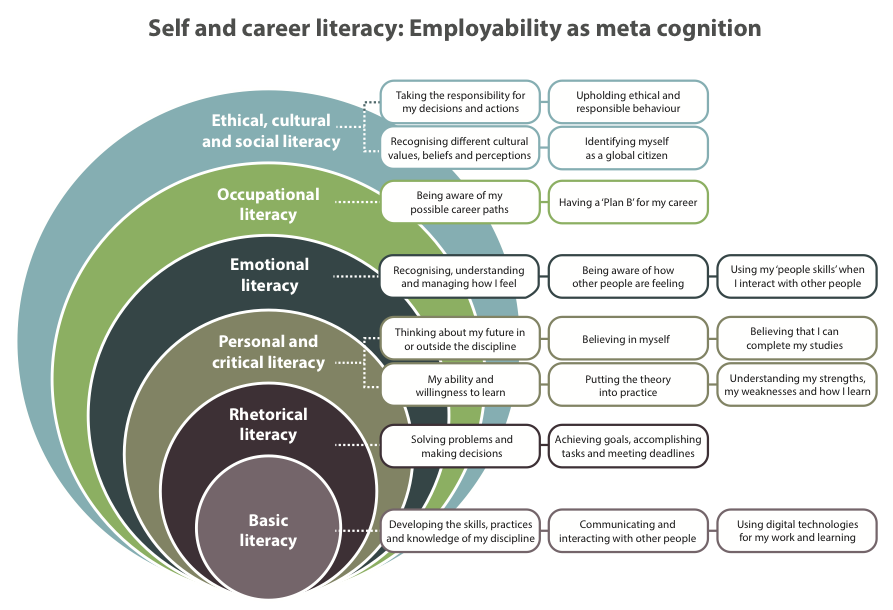 Self and career literacy: Employability as meta cognition
Ethical, cultural
and social literacy
Taking the responsibility for
my decisions and actions
Upholding ethical and
responsible behaviour
Recognising different cultural
values, beliefs and perceptions
Identifying myself
as a global citizen
Occupational
literacy
Being aware of my
possible career paths
Having a ‘Plan B’ for my career
Emotional
literacy
Recognising, understanding
and managing how I feel
Being aware of how
other people are feeling
Using my ‘people skills’ when
I interact with other people
Personal and
critical literacy
Thinking about my future in
or outside the discipline
Believing in myself
Believing that I can
complete my studies
My ability and
willingness to learn
Putting the theory
into practice
Understanding my strengths,
my weaknesses and how I learn
Rhetorical
literacy
Solving problems and
making decisions
Achieving goals, accomplishing
tasks and meeting deadlines
Basic
literacy
Developing the skills, practices
and knowledge of my discipline
Communicating and
interacting with other people
Using digital technologies
for my work and learning